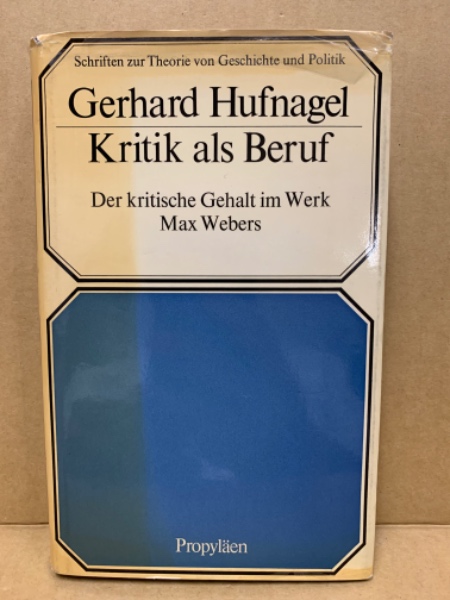 Schriften zur Theorie von Geschichte und Politik
Gerhard Hufnagel
Kritik als Beruf
Der kritische Gehalt im Werk
Max Webers
Propyläen